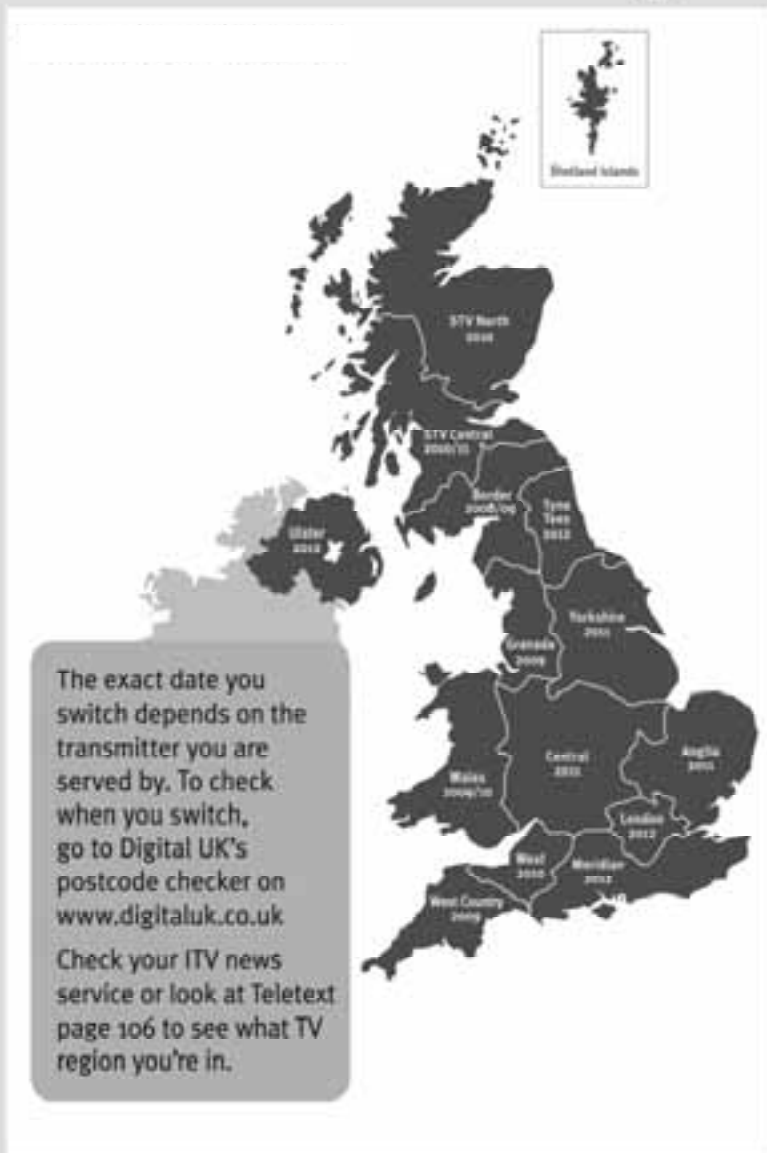 Shetland Islands
STV North
2010
STV Central
2010/11
Border
2008/09
Tyne
Tees
2012
Ulster
2012
Yorkshire
2011
Granada
2009
Central
2011
Anglia
2011
Wales
2009/10
London
2012
West
2010
Meridian
2012
West Country
2009
The exact date you
switch depends on the
transmitter you are
served by. To check
when you switch,
go to Digital UK's
postcode checker on
www.digitaluk.co.uk
Check your ITV news
service or look at Teletext
page 106 to see what TV
region you're in.